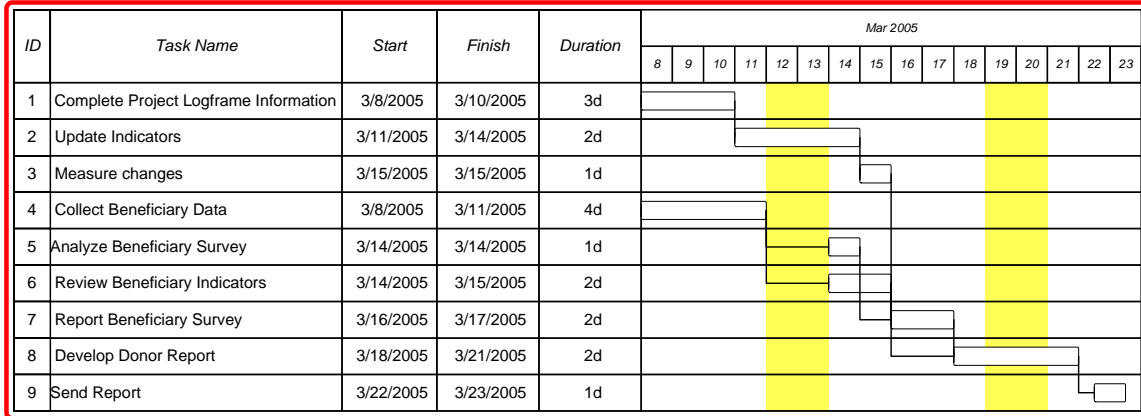 ID Task Name Start Finish Duration Mar 2005
8 9 10 11 12 13 14 15 16 17 18 19 20 21 22 23
1 Complete Project Logframe Information 3/8/2005 3/10/2005 3d
2 Update Indicators 3/11/2005 3/14/2005 2d
3 Measure changes 3/15/2005 3/15/2005 1d
4 Collect Beneficiary Data 3/8/2005 3/11/2005 4d
5 Analyze Beneficiary Survey 3/14/2005 3/14/2005 1d
6 Review Beneficiary Indicators 3/14/2005 3/15/2005 2d
7 Report Beneficiary Survey 3/16/2005 3/17/2005 2d
8 Develop Donor Report 3/18/2005 3/21/2005 2d
9 Send Report 3/22/2005 3/23/2005 1d